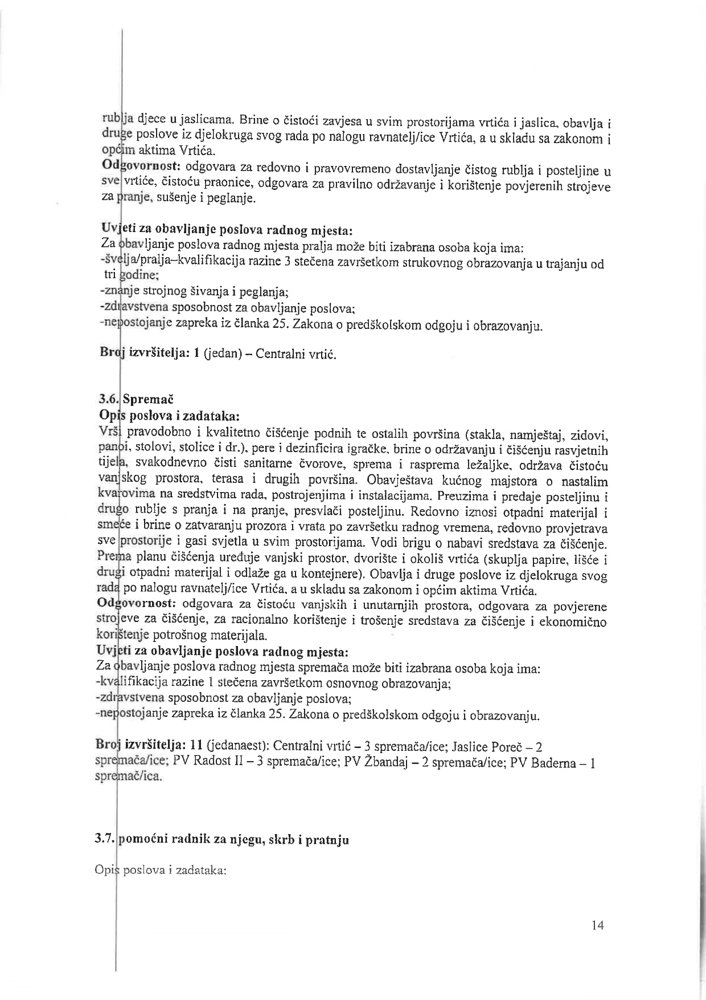 rublja djece u jaslicama. Brine o čistoći zavjesa u svim prostorijama vrtića i jaslica, obavlja i
druge poslove iz djelokruga svog rada po nalogu ravnatelj/ice Vrtića, a u skladu sa zakonom i
općim aktima Vrtića.
Odgovornost: odgovara za redovno i pravovremeno dostavljanje čistog rublja i posteljine u
sve vrtiće, čistoću praonice, odgovara za pravilno održavanje i korištenje povjerenih strojeve
za pranje, sušenje i peglanje.
Uvjeti za obavljanje poslova radnog mjesta:
Za obavljanje poslova radnog mjesta pralja može biti izabrana osoba koja ima:
-švelja/pralja–kvalifikacija razine 3 stečena završetkom strukovnog obrazovanja u trajanju od
tri godine;
-znanje strojnog šivanja i peglanja;
-zdravstvena sposobnost za obavljanje poslova;
-nepostojanje zapreka iz članka 25. Zakona o predškolskom odgoju i obrazovanju.
Broj izvršitelja: 1 (jedan) – Centralni vrtić.
3.6. Spremač
Opis poslova i zadataka:
Vrši pravodobno i kvalitetno čišćenje podnih te ostalih površina (stakla, namještaj, zidovi,
panoi, stolovi, stolice i dr.), pere i dezinficira igračke, brine o održavanju i čišćenju rasvjetnih
tijela, svakodnevno čisti sanitarne čvorove, sprema i rasprema ležaljke, održava čistoću
vanjskog prostora, terasa i drugih površina. Obavještava kućnog majstora o nastalim
kvarovima na sredstvima rada, postrojenjima i instalacijama. Preuzima i predaje posteljinu i
drugo rublje s pranja i na pranje, presvlači posteljinu. Redovno iznosi otpadni materijal i
smeće i brine o zatvaranju prozora i vrata po završetku radnog vremena, redovno provjetrava
sve prostorije i gasi svjetla u svim prostorijama. Vodi brigu o nabavi sredstava za čišćenje.
Prema planu čišćenja uređuje vanjski prostor, dvorište i okoliš vrtića (skuplja papire, lišće i
drugi otpadni materijal i odlaže ga u kontejnere). Obavlja i druge poslove iz djelokruga svog
rada po nalogu ravnatelj/ice Vrtića, a u skladu sa zakonom i općim aktima Vrtića.
Odgovornost: odgovara za čistoću vanjskih i unutarnjih prostora, odgovara za povjerene
strojeve za čišćenje, za racionalno korištenje i trošenje sredstava za čišćenje i ekonomično
korištenje potrošnog materijala.
Uvjeti za obavljanje poslova radnog mjesta:
Za obavljanje poslova radnog mjesta spremača može biti izabrana osoba koja ima:
-kvalifikacija razine 1 stečena završetkom osnovnog obrazovanja;
-zdravstvena sposobnost za obavljanje poslova;
-nepostojanje zapreka iz članka 25. Zakona o predškolskom odgoju i obrazovanju.
Broj izvršitelja: 11 (jedanaest): Centralni vrtić – 3 spremača/ice; Jaslice Poreč – 2
spremača/ice; PV Radost II – 3 spremača/ice; PV Žbandaj – 2 spremača/ice; PV Baderna – 1
spremač/ica.
3.7. pomoćni radnik za njegu, skrb i pratnju
Opis poslova i zadataka:
14